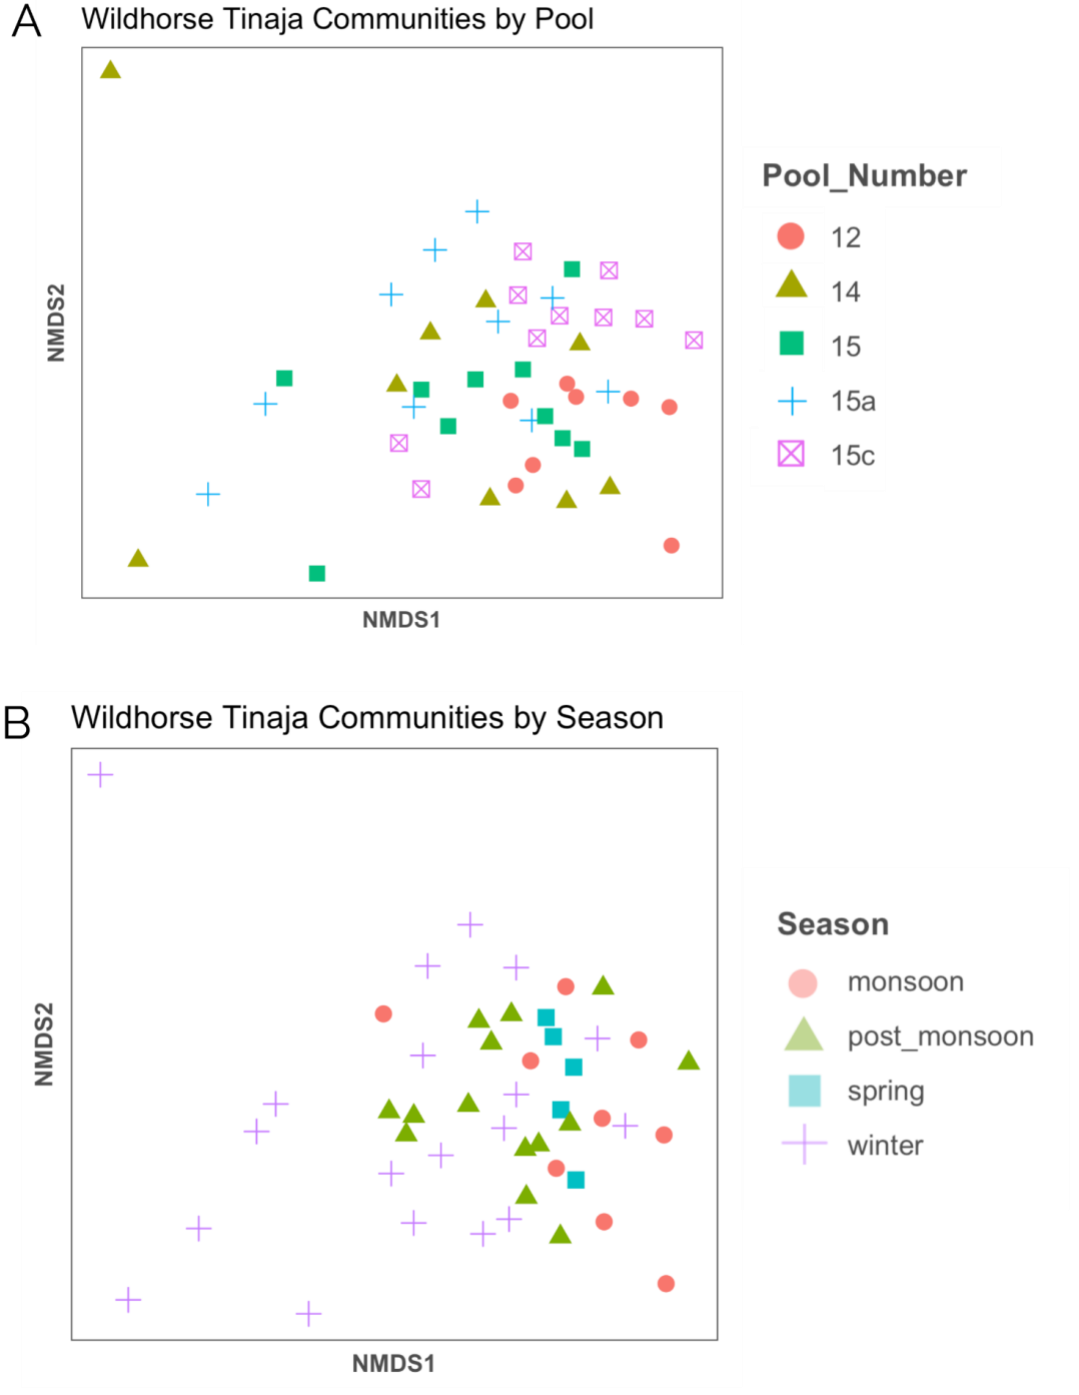 A
Wildhorse Tinaja Communities by Pool
NMDS2
NMDS1
Pool_Number
12
14
15
15a
15c
B
Wildhorse Tinaja Communities by Season
NMDS2
NMDS1
Season
monsoon
post_monsoon
spring
winter